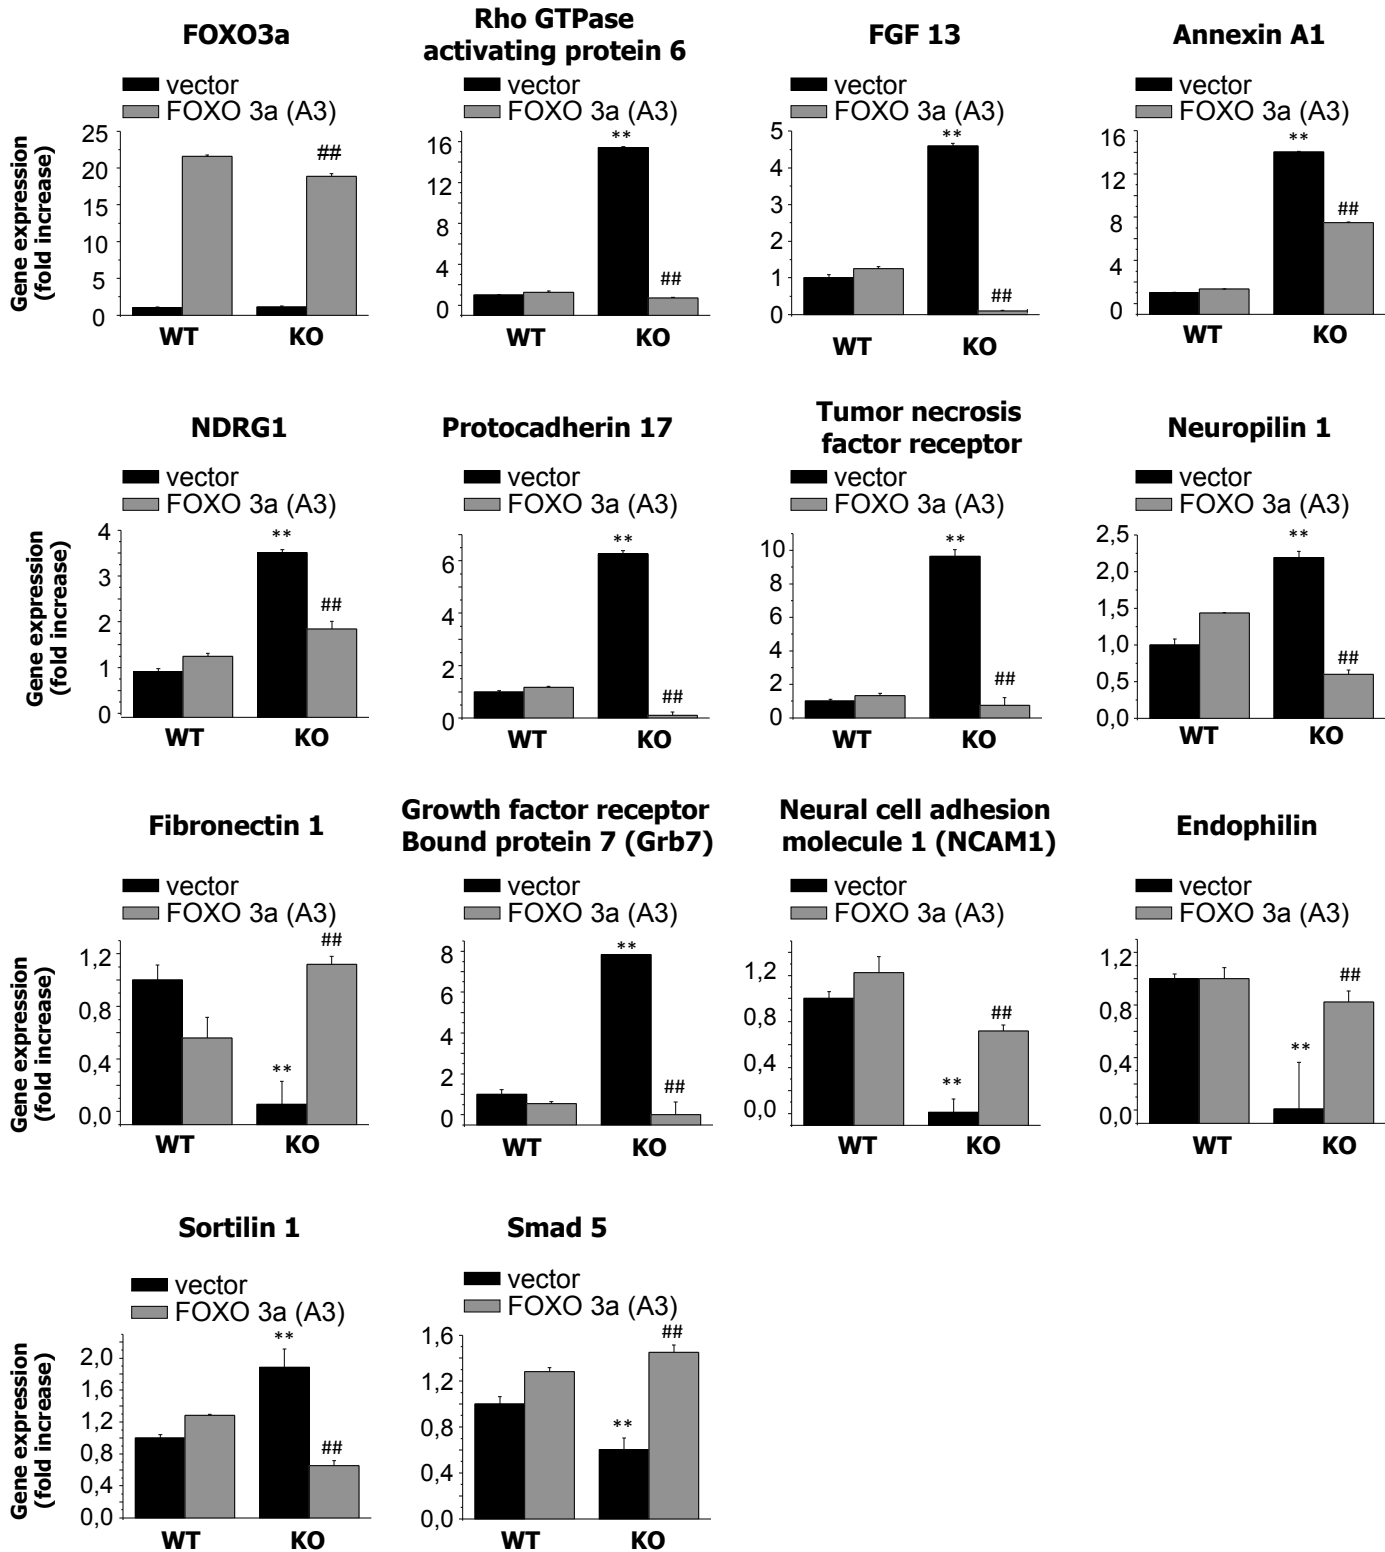 FOXO3a
vector
FOXO 3a (A3)
Gene expression
(fold increase)
25
20
15
10
5
0
##
WT
KO
Rho GTPase
activating protein 6
vector
FOXO 3a (A3)
16
12
8
4
0
**
##
WT
KO
FGF 13
vector
FOXO 3a (A3)
5
4
3
2
1
0
**
##
WT
KO
Annexin A1
vector
FOXO 3a (A3)
16
12
8
4
0
**
##
WT
KO
NDRG1
vector
FOXO 3a (A3)
Gene expression
(fold increase)
4
3
2
1
0
**
##
WT
KO
Protocadherin 17
vector
FOXO 3a (A3)
6
4
2
0
**
##
WT
KO
Tumor necrosis
factor receptor
vector
FOXO 3a (A3)
10
8
6
4
2
0
**
##
WT
KO
Neuropilin 1
vector
FOXO 3a (A3)
2,5
2,0
1,5
1,0
0,5
0,0
**
##
WT
KO
Fibronectin 1
vector
FOXO 3a (A3)
Gene expression
(fold increase)
1,2
0,8
0,4
0,0
**
##
WT
KO
Growth factor receptor
Bound protein 7 (Grb7)
vector
FOXO 3a (A3)
8
6
4
2
0
**
##
WT
KO
Neural cell adhesion
molecule 1 (NCAM1)
vector
FOXO 3a (A3)
1,2
0,8
0,4
0,0
**
##
WT
KO
Endophilin
vector
FOXO 3a (A3)
1,2
0,8
0,4
0,0
**
##
WT
KO
Sortilin 1
vector
FOXO 3a (A3)
Gene expression
(fold increase)
2,0
1,6
1,2
0,8
0,4
0,0
**
##
WT
KO
Smad 5
vector
FOXO 3a (A3)
1,6
1,2
0,8
0,4
0,0
**
##
WT
KO